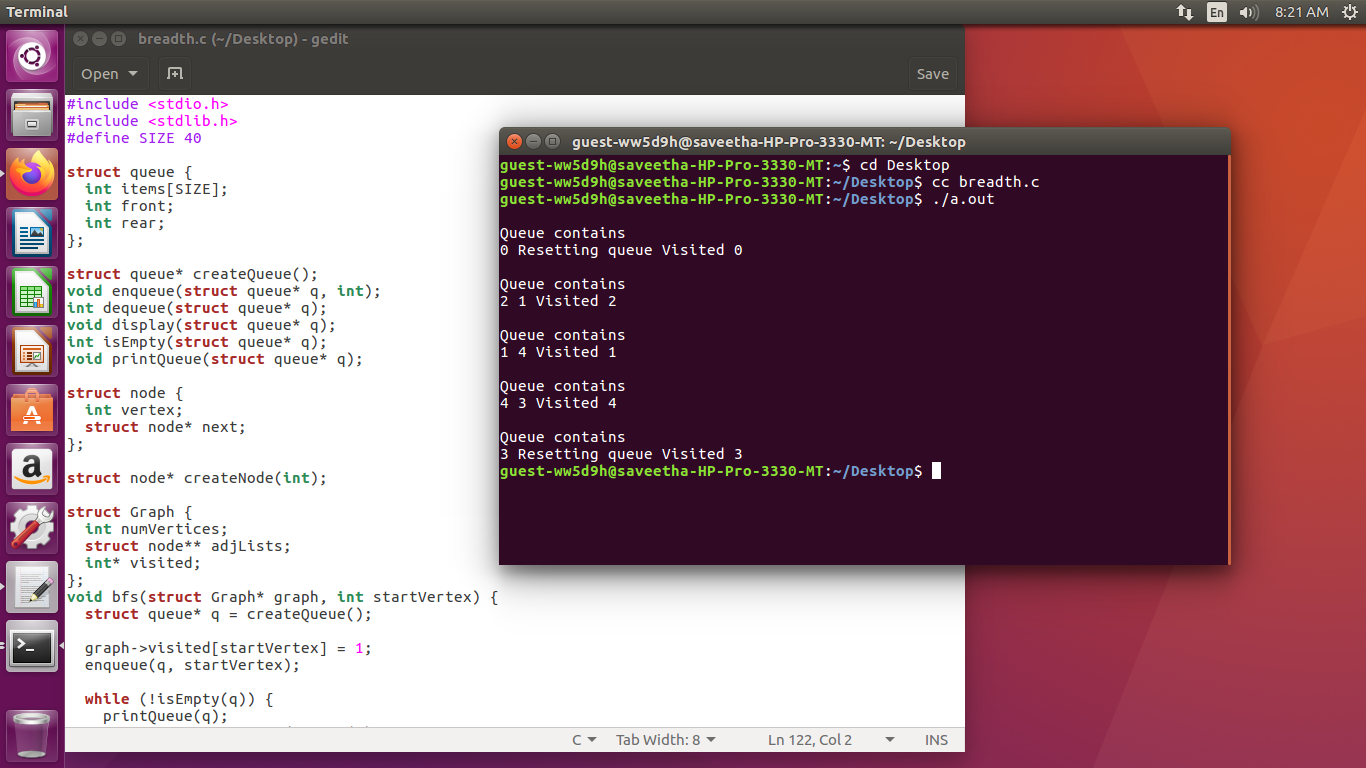 Terminal
En
8:21 AM
breadth.c (~/Desktop) - gedit
Open
Save
#include <stdio.h>
#include <stdlib.h>
#define SIZE 40
struct queue {
int items[SIZE];
int front;
int rear;
};
struct queue* createQueue();
void enqueue(struct queue* q, int);
int dequeue(struct queue* q);
void display(struct queue* q);
int isEmpty(struct queue* q);
void printQueue(struct queue* q);
struct node {
int vertex;
struct node* next;
};
struct node* createNode(int);
struct Graph {
int numVertices;
struct node** adjLists;
int* visited;
};
void bfs(struct Graph* graph, int startVertex) {
struct queue* q = createQueue();
graph->visited[startVertex] = 1;
enqueue(q, startVertex);
while (!isEmpty(q)) {
printQueue(q);
C
Tab Width: 8
Ln 122, Col 2
INS
guest-ww5d9h@saveetha-HP-Pro-3330-MT: ~/Desktop
guest-ww5d9h@saveetha-HP-Pro-3330-MT:~$ cd Desktop
guest-ww5d9h@saveetha-HP-Pro-3330-MT:~/Desktop$ cc breadth.c
guest-ww5d9h@saveetha-HP-Pro-3330-MT:~/Desktop$ ./a.out
Queue contains
0 Resetting queue Visited 0
Queue contains
2 1 Visited 2
Queue contains
1 4 Visited 1
Queue contains
4 3 Visited 4
Queue contains
3 Resetting queue Visited 3
guest-ww5d9h@saveetha-HP-Pro-3330-MT:~/Desktop$